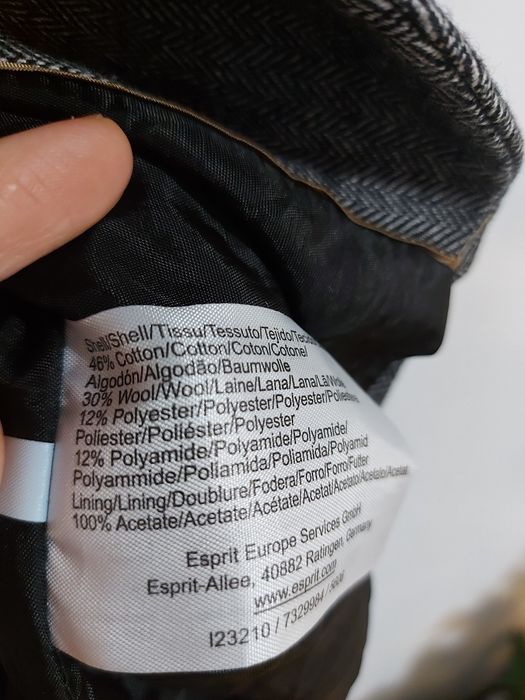 Shell/Shell/Tissu/Tessuto/Tejido/
46% Cotton/Cotton/Coton/Cotone/
Algodón/Algodão/Baumwolle
30% Wool/Wool/Laine/Lana/Lana/Lã/Wolle
12% Polyester/Polyester/Polyester/Poliestere
Poliester/Poliéster/Polyester
12% Polyamide/Polyamide/Polyamide/
Polyammide/Poliamida/Poliamida/Polyamid
Lining/Lining/Doublure/Fodera/Forro/Forro/Futter
100% Acetate/Acetate/Acétate/Acetat/Acetato/Acetato/Acetat
Esprit Europe Services GmbH
Esprit-Allee, 40882 Ratingen, Germany
www.esprit.com
I23210 / 7329984 /